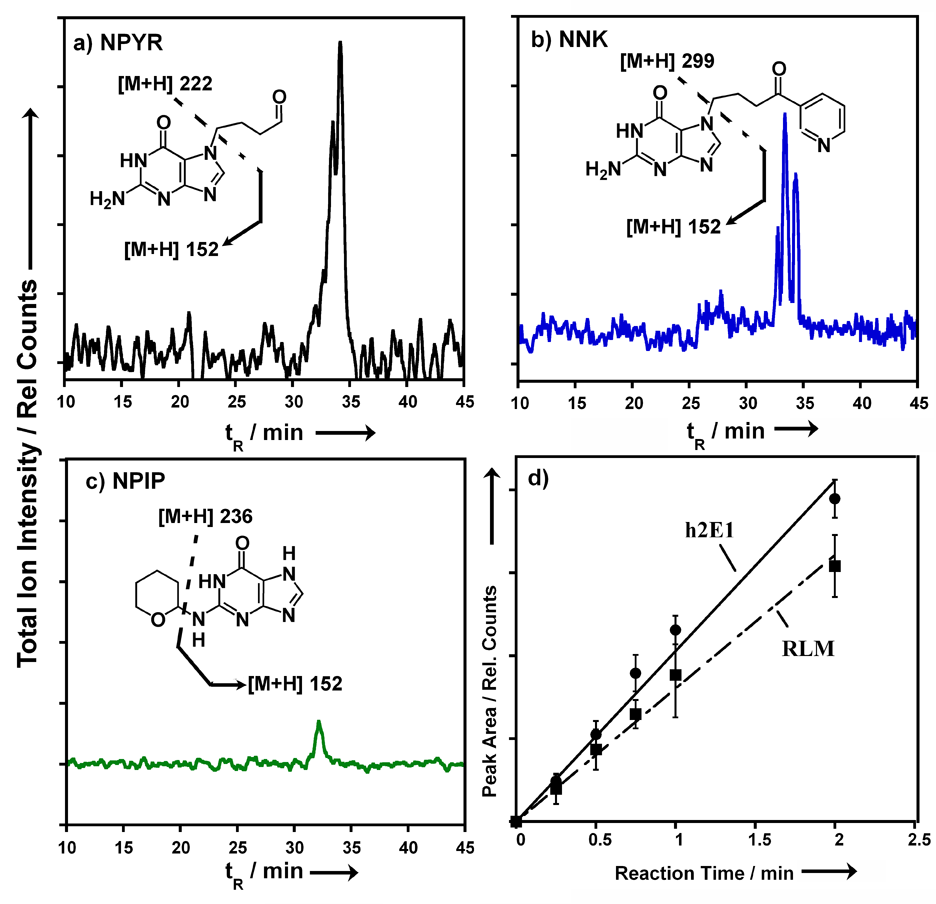 Total Ion Intensity / Rel Counts
a) NPYR
[M+H] 222
O
O
HN
N
H2N
N
N
[M+H] 152
10 15 20 25 30 35 40 45
tR / min
b) NNK
[M+H] 299
O
O
HN
N
N
H2N
N
N
[M+H] 152
10 15 20 25 30 35 40 45
tR / min
c) NPIP
[M+H] 236
O
H
HN
N
O
N
N
N
H
[M+H] 152
10 15 20 25 30 35 40 45
tR / min
d)
h2E1
RLM
Peak Area / Rel. Counts
0 0.5 1 1.5 2 2.5
Reaction Time / min